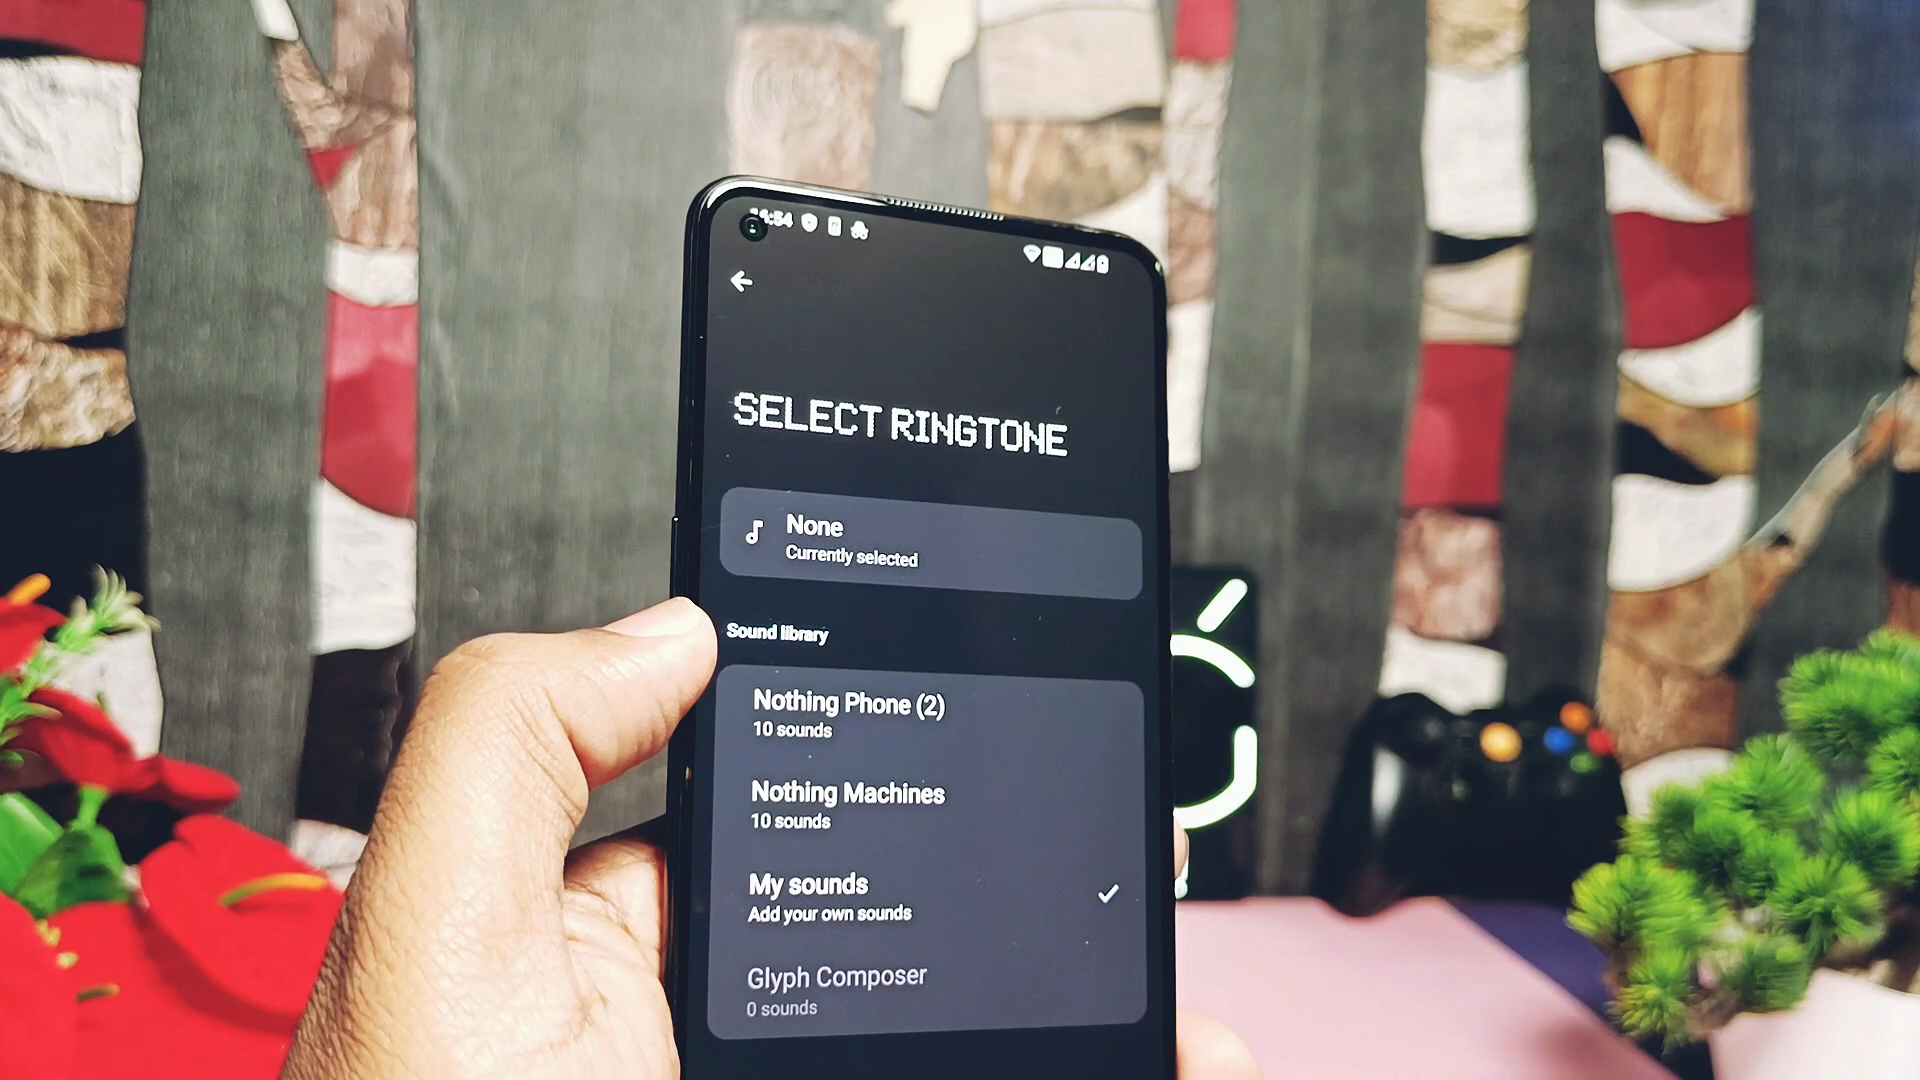 SELECT RINGTONE
None
Currently selected
Sound library
Nothing Phone (2)
10 sounds
Nothing Machines
10 sounds
My sounds
Add your own sounds
Glyph Composer
0 sounds